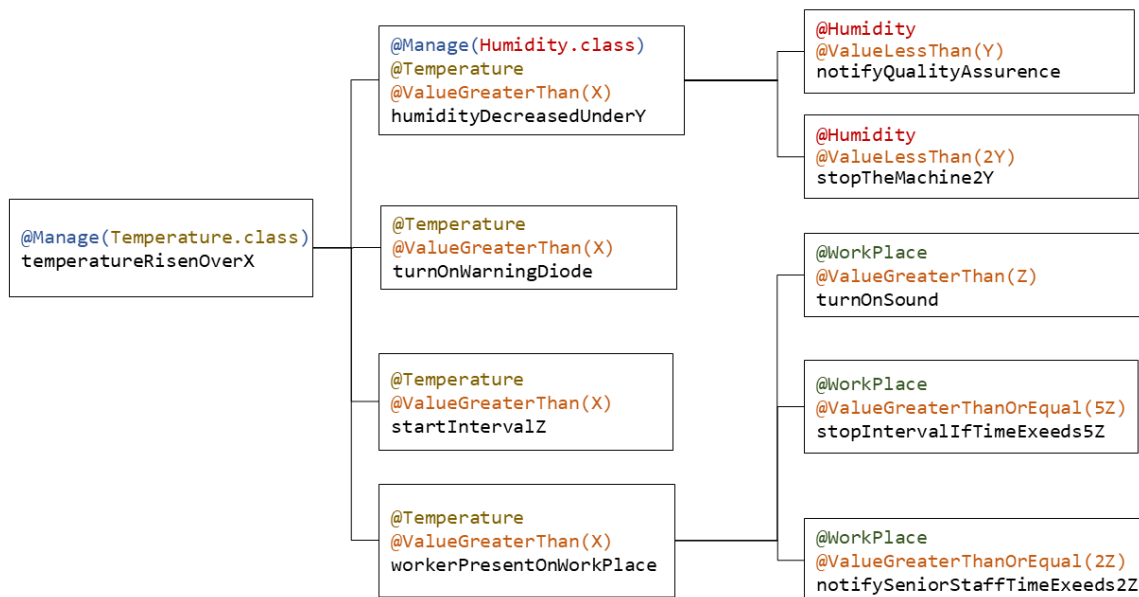 @Manage(Temperature.class)
temperatureRisenOverX
@Manage(Humidity.class)
@Temperature
@ValueGreaterThan(X)
humidityDecreasedUnderY
@Temperature
@ValueGreaterThan(X)
turnOnWarningDiode
@Temperature
@ValueGreaterThan(X)
startIntervalZ
@Temperature
@ValueGreaterThan(X)
workerPresentOnWorkPlace
@Humidity
@ValueLessThan(Y)
notifyQualityAssurence
@Humidity
@ValueLessThan(2Y)
stopTheMachine2Y
@WorkPlace
@ValueGreaterThan(Z)
turnOnSound
@WorkPlace
@ValueGreaterThanOrEqual(5Z)
stopIntervalIfTimeExeeds5Z
@WorkPlace
@ValueGreaterThanOrEqual(2Z)
notifySeniorStaffTimeExeeds2Z